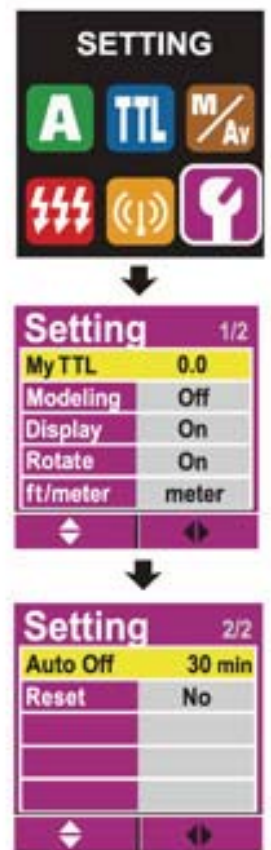 SETTING
A TTL M/Av
Setting 1/2
My TTL 0.0
Modeling Off
Display On
Rotate On
ft/meter meter
Setting 2/2
Auto Off 30 min
Reset No